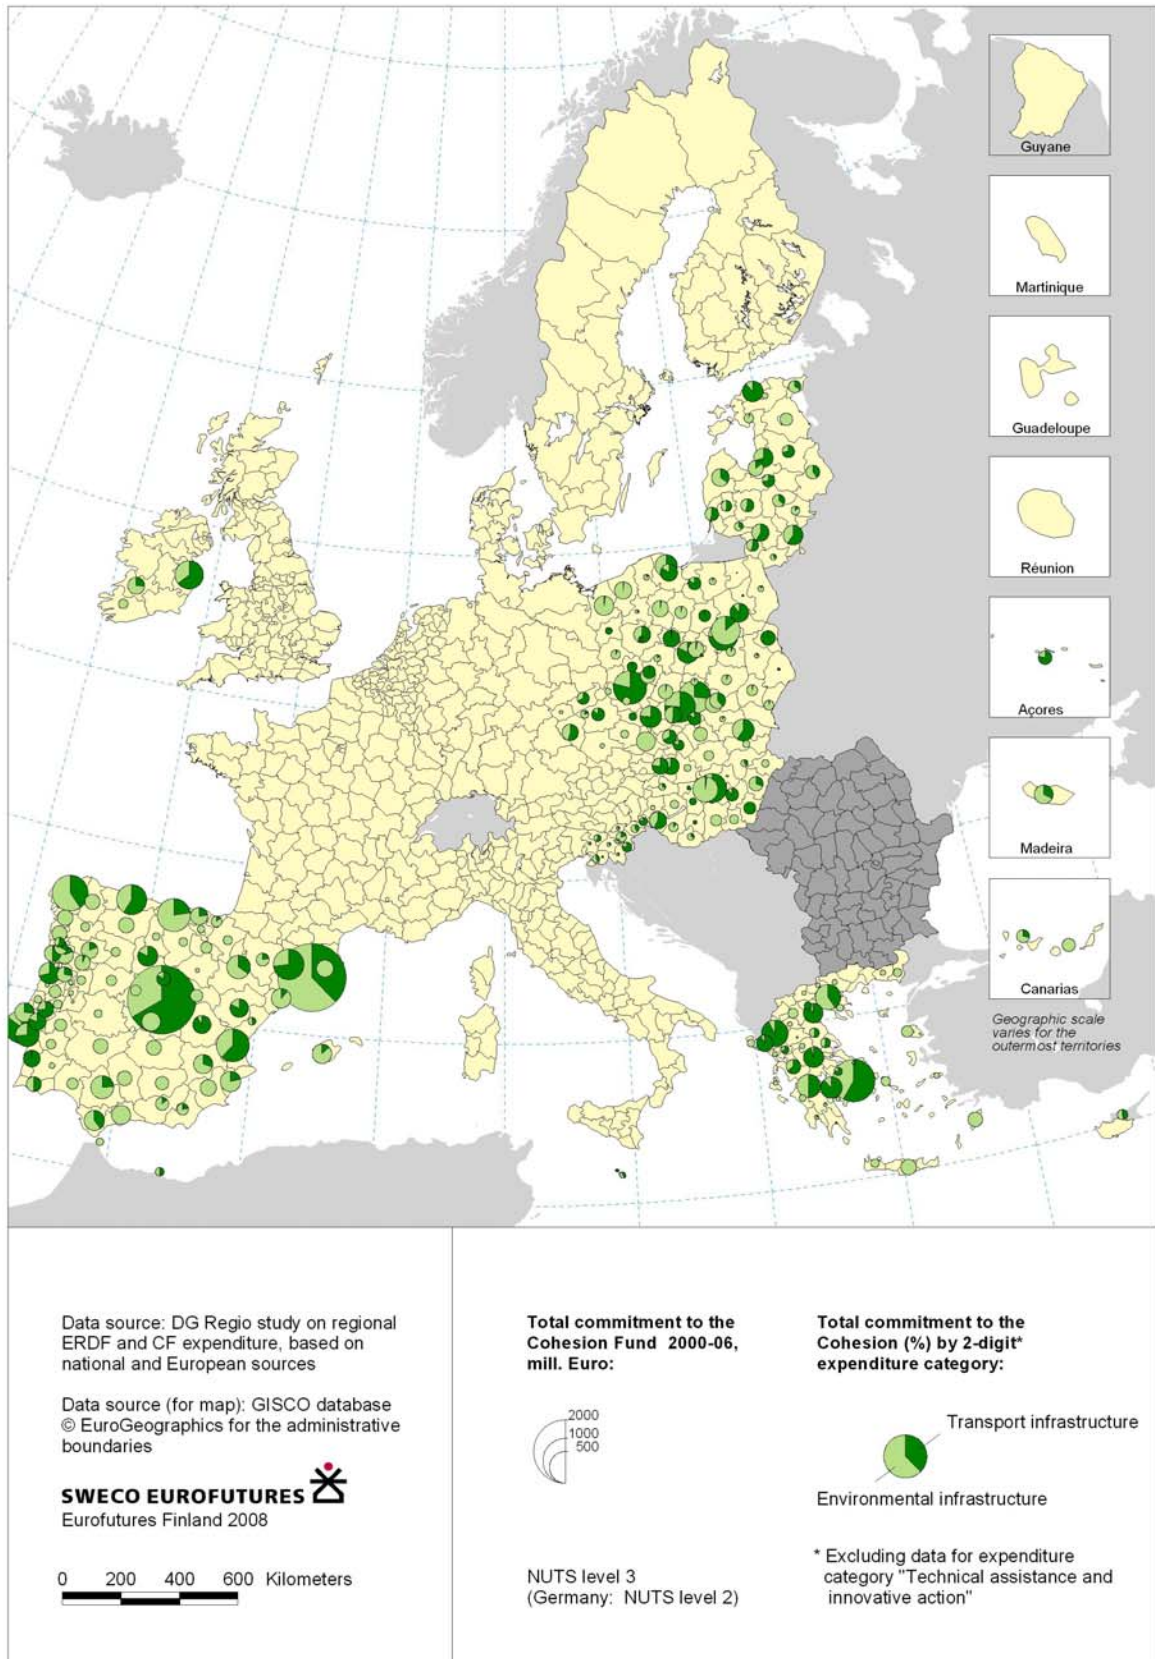 Guyane
Martinique
Guadeloupe
Réunion
Açores
Madeira
Canarias
Geographic scale
varies for the
outermost territories
Data source: DG Regio study on regional
ERDF and CF expenditure, based on
national and European sources
Data source (for map): GISCO database
© EuroGeographics for the administrative
boundaries
SWECO EUROFUTURES
Eurofutures Finland 2008
0 200 400 600 Kilometers
Total commitment to the
Cohesion Fund 2000-06,
mill. Euro:
2000
1000
500
NUTS level 3
(Germany: NUTS level 2)
Total commitment to the
Cohesion (%) by 2-digit*
expenditure category:
Transport infrastructure
Environmental infrastructure
* Excluding data for expenditure
category "Technical assistance and
innovative action"